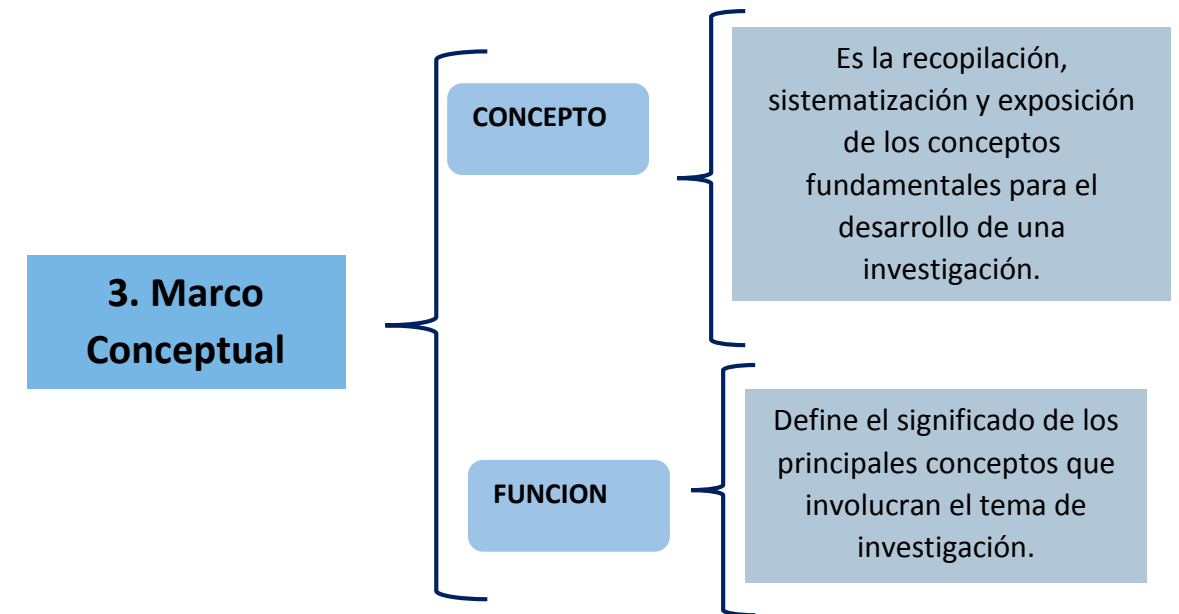 3. Marco
Conceptual
CONCEPTO
Es la recopilación,
sistematización y exposición
de los conceptos
fundamentales para el
desarrollo de una
investigación.
FUNCION
Define el significado de los
principales conceptos que
involucran el tema de
investigación.